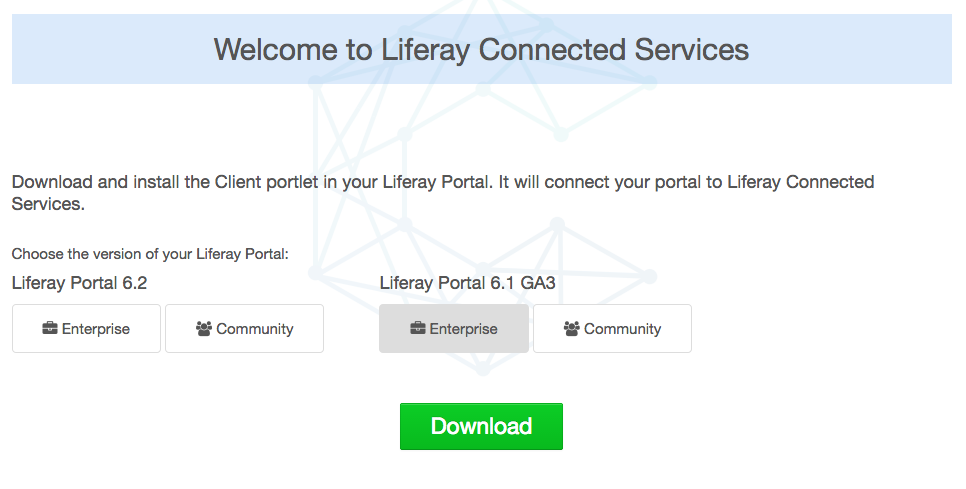 Welcome to Liferay Connected Services
Download and install the Client portlet in your Liferay Portal. It will connect your portal to Liferay Connected
Services.
Choose the version of your Liferay Portal:
Liferay Portal 6.2
Liferay Portal 6.1 GA3
Enterprise
Community
Enterprise
Community
Download